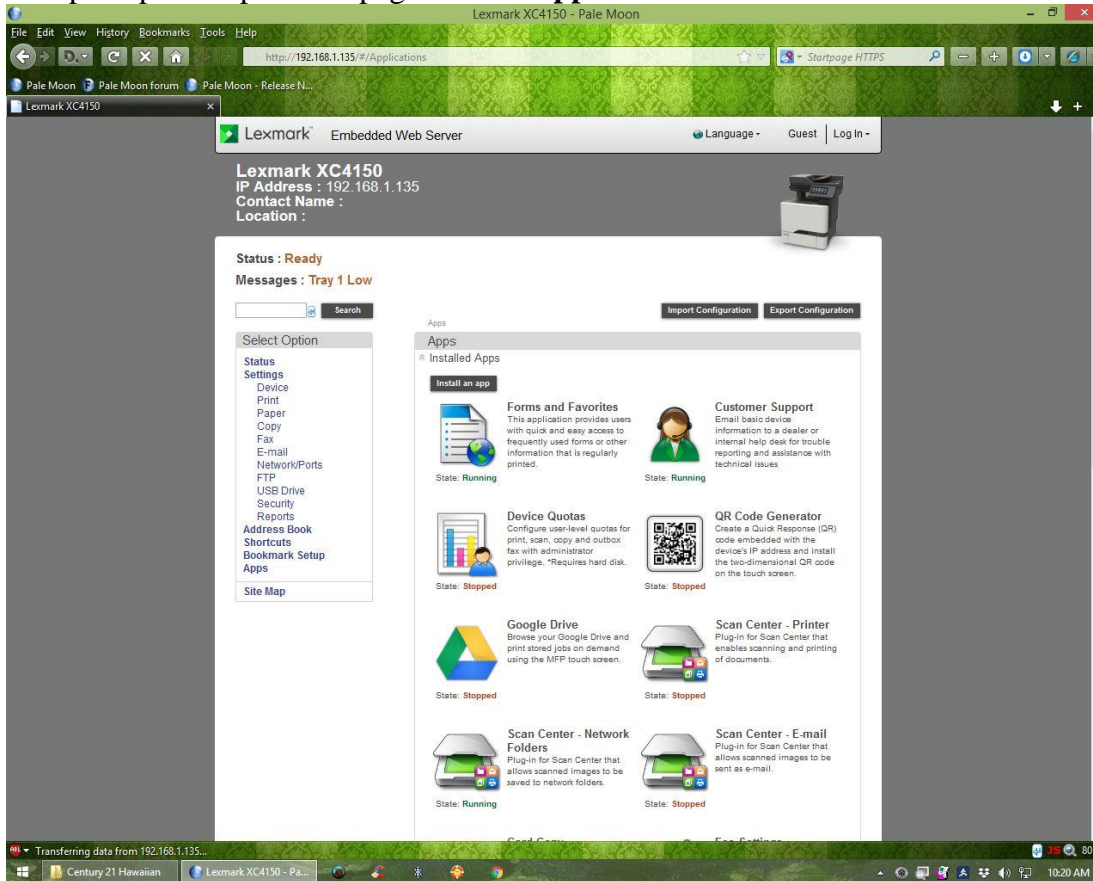 Lexmark XC4150 - Pale Moon
File Edit View History Bookmarks Tools Help
http://192.168.1.135/#/Applications
Startpage HTTPS
Pale Moon Pale Moon forum Pale Moon - Release N...
Lexmark XC4150
Lexmark Embedded Web Server
Language
Guest
Log In
Lexmark XC4150
IP Address : 192.168.1.135
Contact Name :
Location :
Status : Ready
Messages : Tray 1 Low
Search
Import Configuration
Export Configuration
Select Option
Status
Settings
Device
Print
Paper
Copy
Fax
E-mail
Network/Ports
FTP
USB Drive
Security
Reports
Address Book
Shortcuts
Bookmark Setup
Apps
Site Map
Apps
Apps
Installed Apps
Install an app
Forms and Favorites
This application provides users
with quick and easy access to
frequently used forms or other
information that is regularly
printed.
State: Running
Customer Support
Email basic device
information to a dealer or
internal help desk for trouble
reporting and assistance with
technical issues
State: Running
Device Quotas
Configure user-level quotas for
print, scan, copy and outbox
fax with administrator
privilege. *Requires hard disk.
State: Stopped
QR Code Generator
Create a Quick Response (QR)
code embedded with the
device's IP address and install
the two-dimensional QR code
on the touch screen.
State: Stopped
Google Drive
Browse your Google Drive and
print stored jobs on demand
using the MFP touch screen.
State: Stopped
Scan Center - Printer
Plug-in for Scan Center that
enables scanning and printing
of documents.
State: Stopped
Scan Center - Network
Folders
Plug-in for Scan Center that
allows scanned images to be
saved to network folders.
State: Running
Scan Center - E-mail
Plug-in for Scan Center that
allows scanned images to be
sent as e-mail.
State: Stopped
Transferring data from 192.168.1.135...
JS
80
Century 21 Hawaiian
Lexmark XC4150 - Pa...
10:20 AM